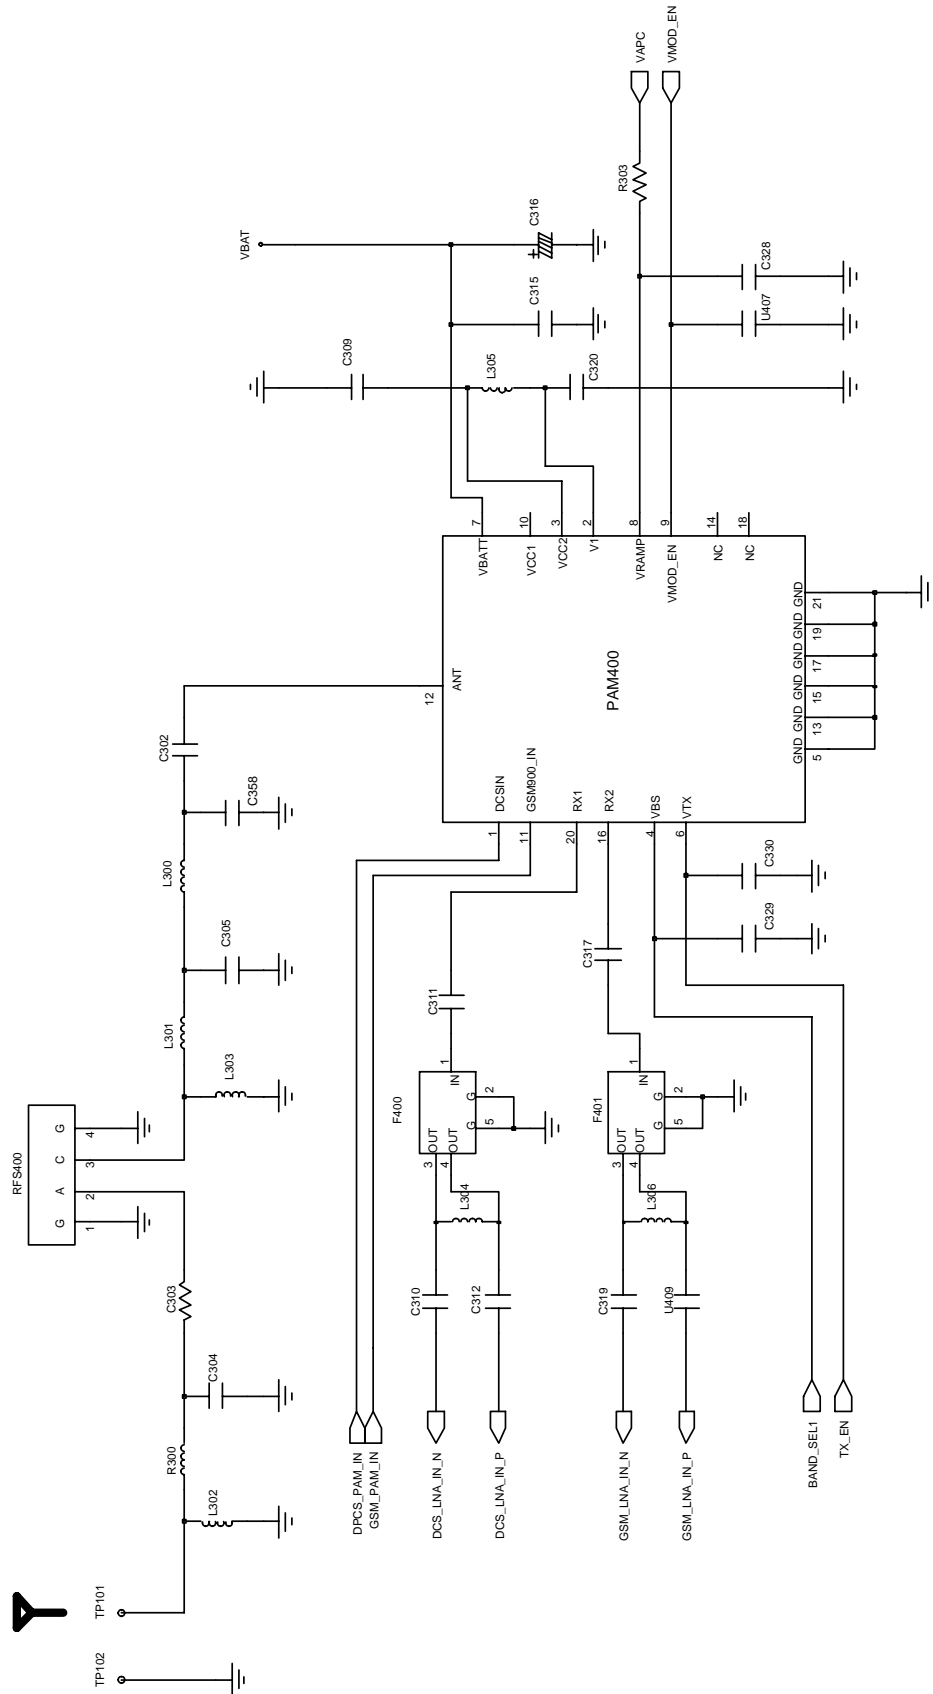 TP102
TP101
L302
R300
C304
C303
RFS400
G
A
C
G
1
2
3
4
L303
L301
C305
L300
C358
C302
12
ANT
PAM400
DPCS_PAM_IN
GSM_PAM_IN
DCS_LNA_IN_N
DCS_LNA_IN_P
GSM_LNA_IN_N
GSM_LNA_IN_P
BAND_SEL1
TX_EN
C310
C312
L304
F400
OUT
OUT
3
4
IN
1
G
G
5
2
C311
C319
U409
L306
F401
OUT
OUT
3
4
IN
1
G
G
5
2
C317
C329
C330
DCSIN
GSM900_IN
RX1
RX2
VBS
VTX
1
11
20
16
4
6
GND
GND
GND
GND
GND
GND
5
13
15
17
19
21
VBATT
VCC1
VCC2
V1
VRAMP
VMOD_EN
NC
NC
7
10
3
2
8
9
14
18
C309
L305
C320
C315
C316
VBAT
U407
C328
R303
VAPC
VMOD_EN